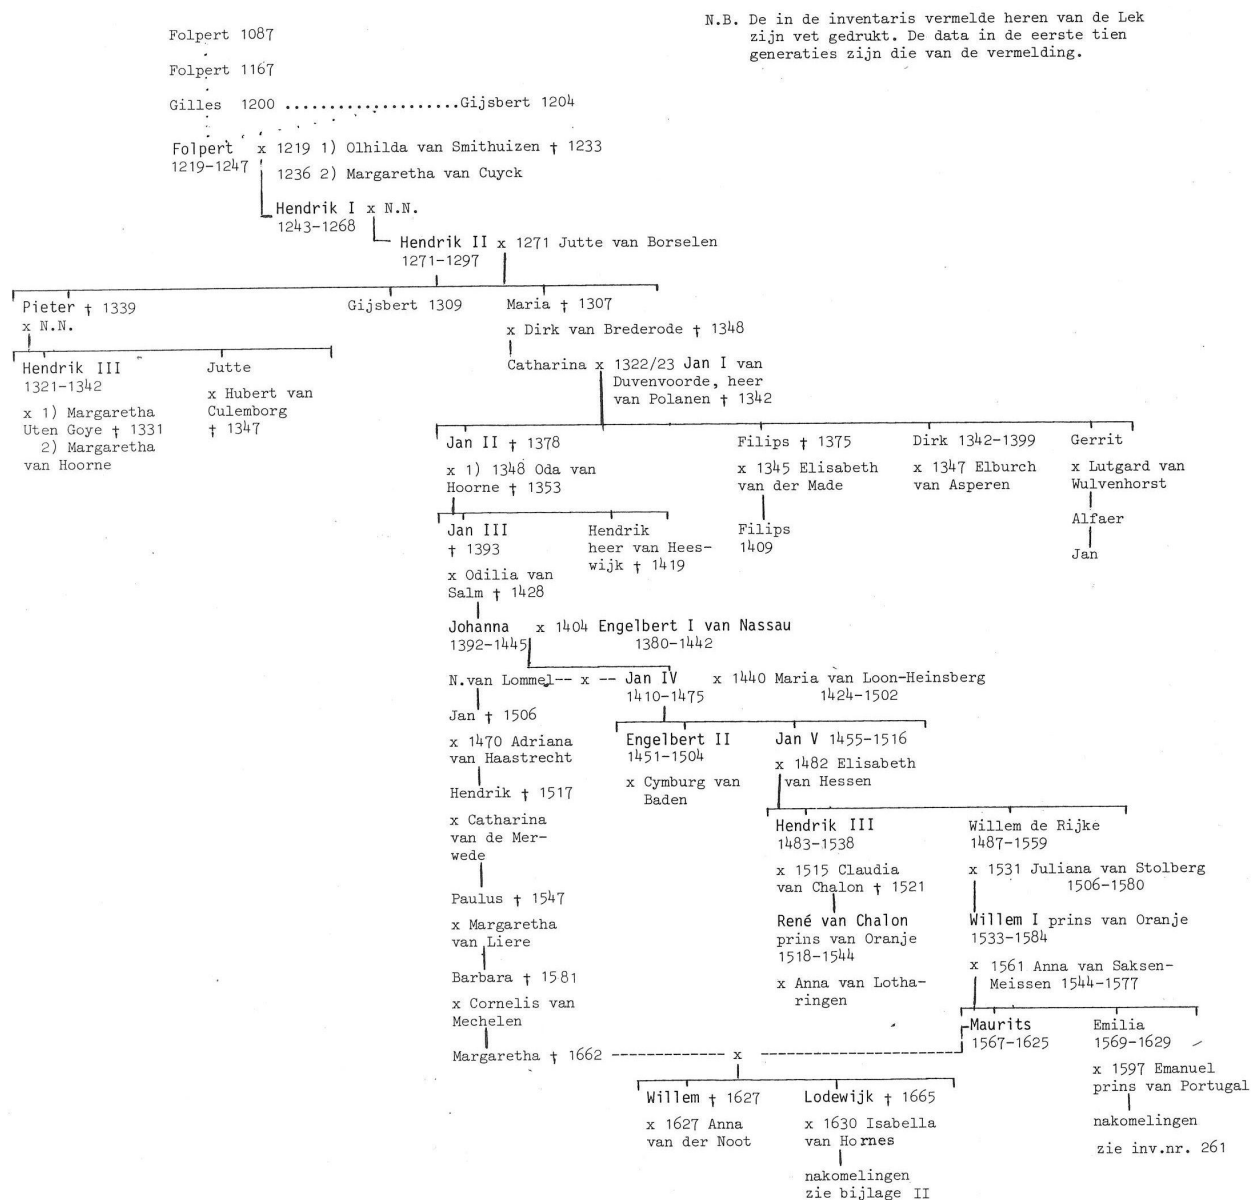 N.B. De in de inventaris vermelde heren van de Lek
zijn vet gedrukt. De data in de eerste tien
generaties zijn die van de vermelding.
Folpert 1087
Folpert 1167
Gilles 1200 ....................Gijsbert 1204
Folpert x 1219 1) Olhilda van Smithuizen † 1233
1219-1247
1236 2) Margaretha van Cuyck
Hendrik I x N.N.
1243-1268
Hendrik II x 1271 Jutte van Borselen
1271-1297
Pieter † 1339
x N.N.
Gijsbert 1309
Maria † 1307
x Dirk van Brederode † 1348
Hendrik III
1321-1342
x 1) Margaretha
Uten Goye † 1331
2) Margaretha
van Hoorne
Jutte
x Hubert van
Culemborg
† 1347
Catharina x 1322/23 Jan I van
Duvenvoorde, heer
van Polanen † 1342
Jan II † 1378
x 1) 1348 Oda van
Hoorne † 1353
Filips † 1375
x 1345 Elisabeth
van der Made
Filips
1409
Dirk 1342-1399
x 1347 Elburch
van Asperen
Gerrit
x Lutgard van
Wulvenhorst
Alfaer
Jan
Jan III
† 1393
x Odilia van
Salm † 1428
Hendrik
heer van Hees-
wijk † 1419
Johanna x 1404 Engelbert I van Nassau
1392-1445 1380-1442
N.van Lommel-- x -- Jan IV x 1440 Maria van Loon-Heinsberg
1410-1475 1424-1502
Jan † 1506
x 1470 Adriana
van Haastrecht
Hendrik † 1517
x Catharina
van de Mer-
wede
Paulus † 1547
x Margaretha
van Liere
Barbara † 1581
x Cornelis van
Mechelen
Engelbert II
1451-1504
x Cymburg van
Baden
Jan V 1455-1516
x 1482 Elisabeth
van Hessen
Hendrik III
1483-1538
x 1515 Claudia
van Chalon † 1521
René van Chalon
prins van Oranje
1518-1544
x Anna van Lotha-
ringen
Willem de Rijke
1487-1559
x 1531 Juliana van Stolberg
1506-1580
Willem I prins van Oranje
1533-1584
x 1561 Anna van Saksen-
Meissen 1544-1577
Margaretha † 1662 ------------ x --------------------
Maurits
1567-1625
Emilia
1569-1629
x 1597 Emanuel
prins van Portugal
nakomelingen
zie inv.nr. 261
Willem † 1627
x 1627 Anna
van der Noot
Lodewijk † 1665
x 1630 Isabella
van Hornes
nakomelingen
zie bijlage II